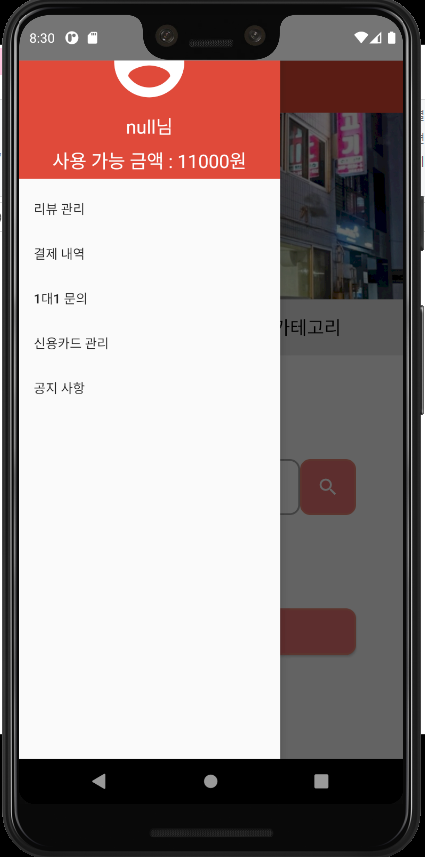 8:30
null님
사용 가능 금액 : 11000원
리뷰 관리
결제 내역
1대1 문의
신용카드 관리
공지 사항
카테고리